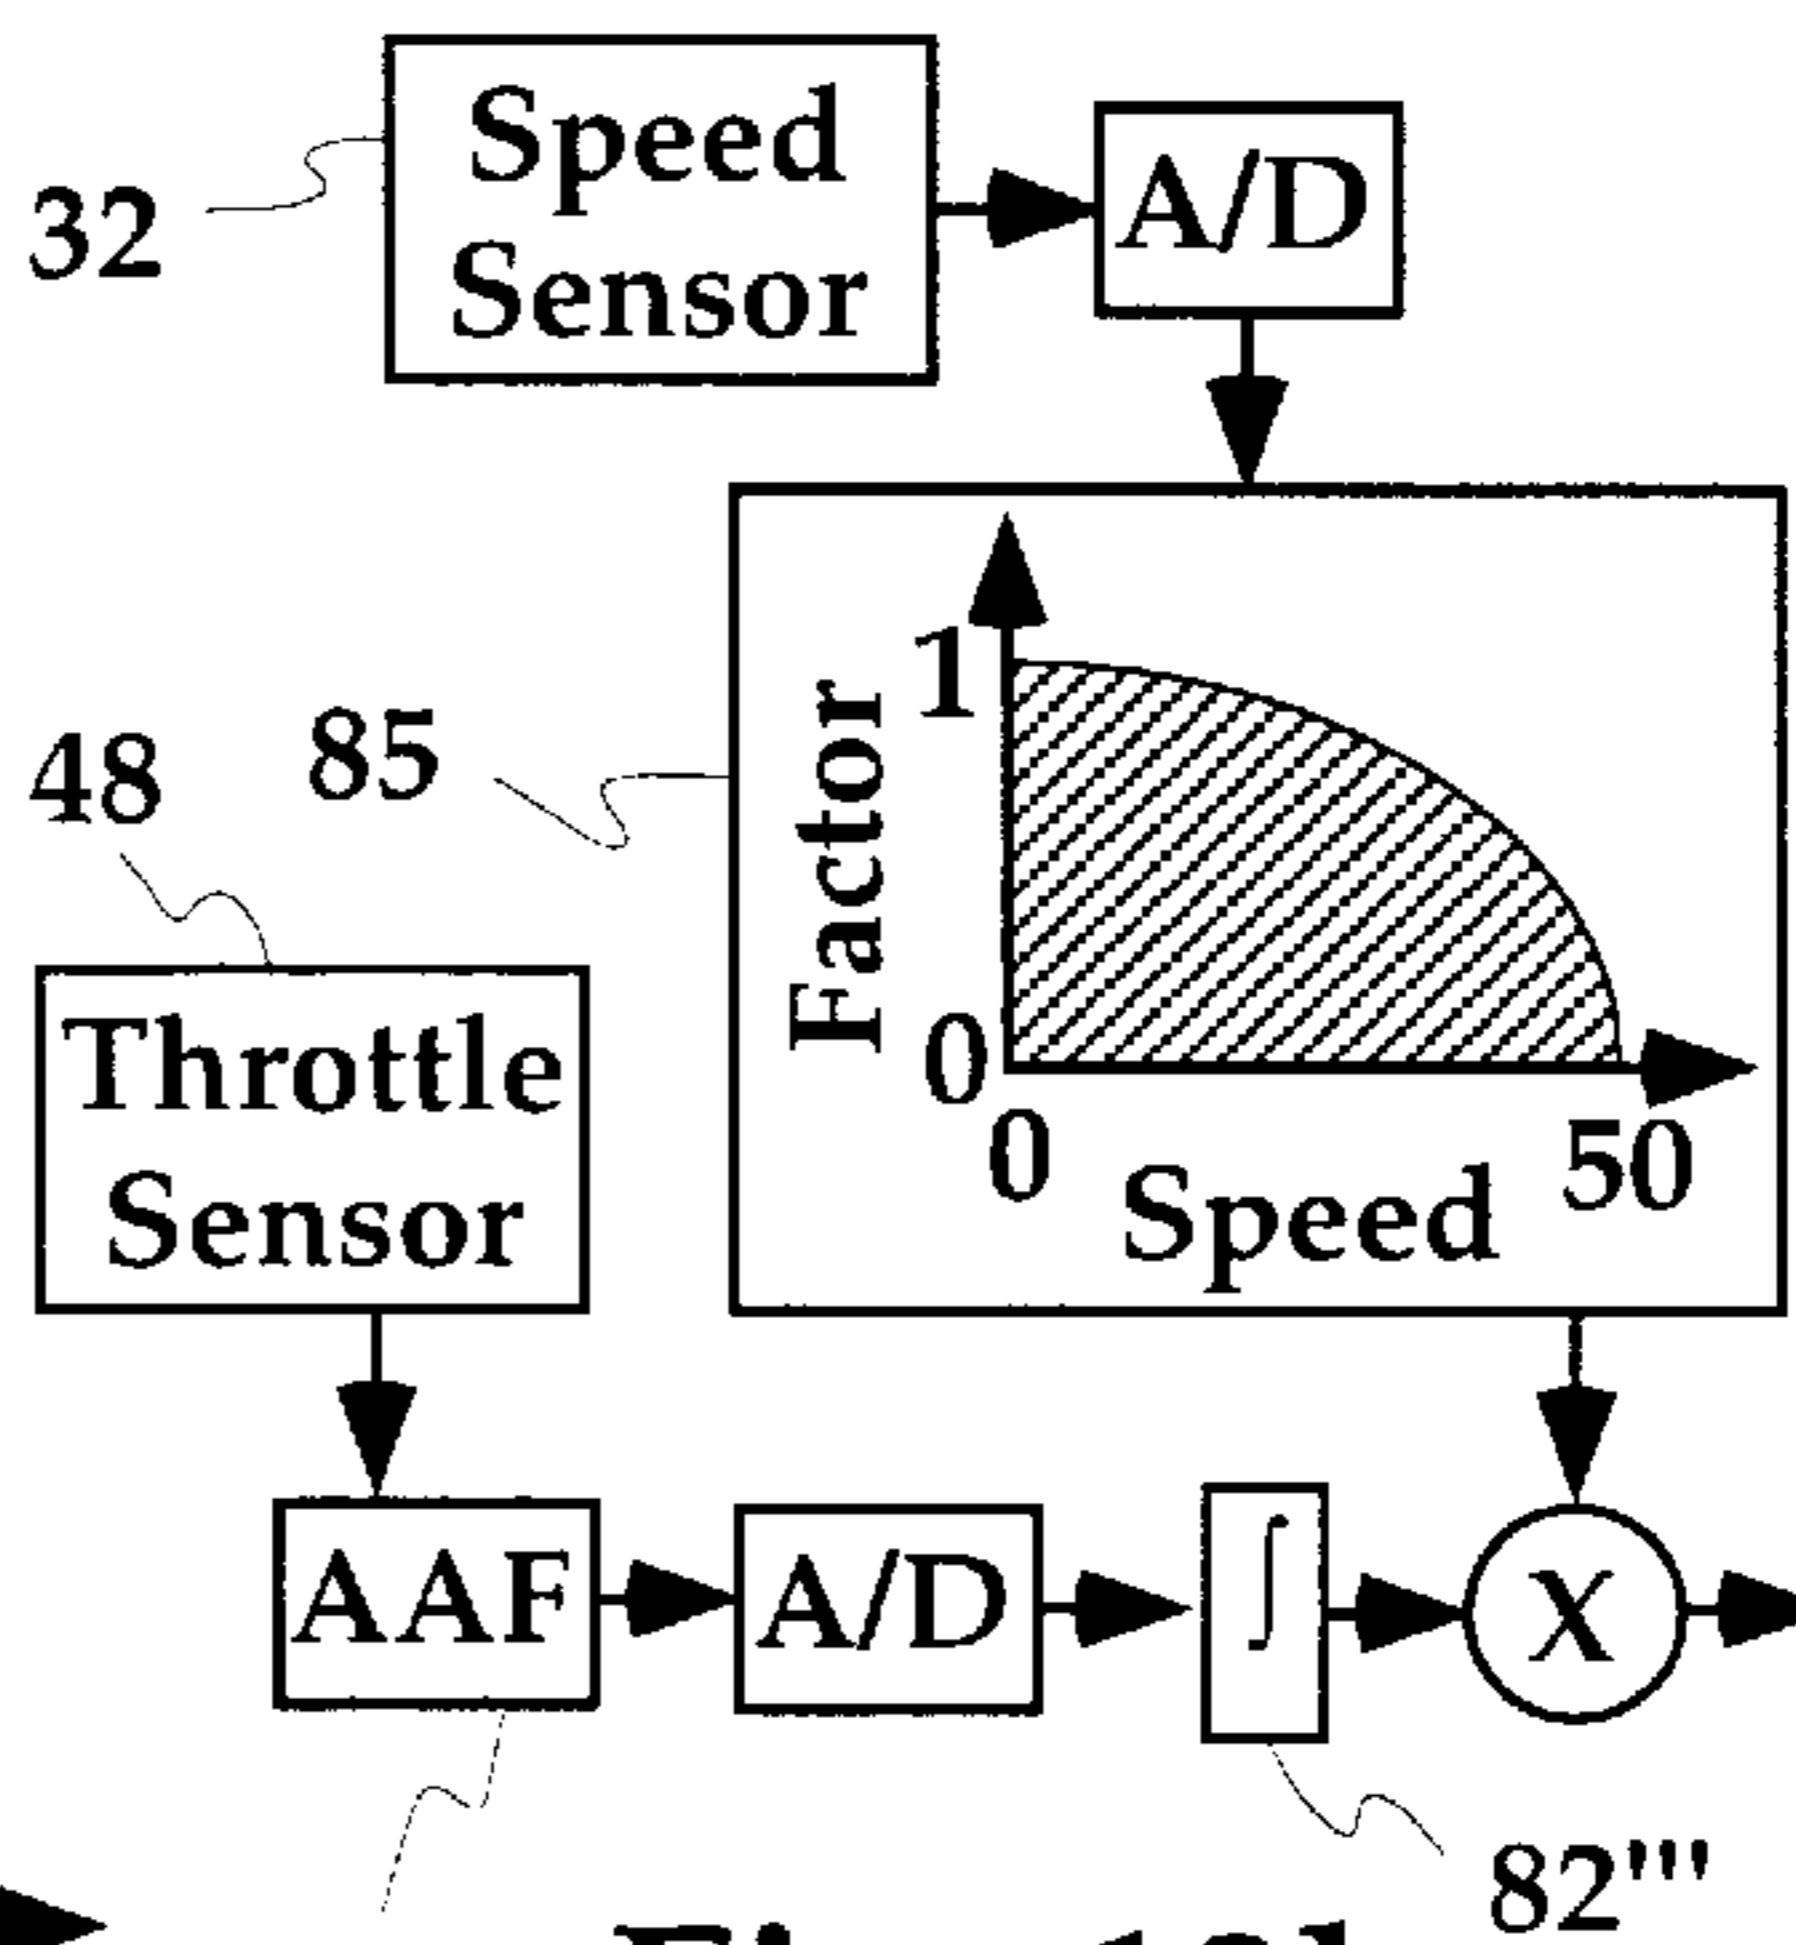 Speed
Sensor
A/D
32
1
Factor
48
85
0
0
50
Speed
Throttle
Sensor
AAF
A/D
∫
X
82'''